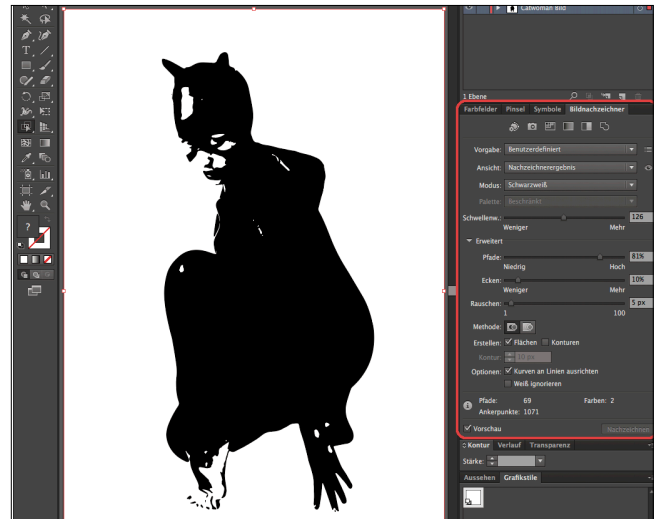 Catwoman Bild
1 Ebene
Farbfelder Pinsel Symbole Bildnachzeichner
Vorgabe: Benutzerdefiniert
Ansicht: Nachzeichnerergebnis
Modus: Schwarzweiß
Palette: Beschränkt
Schwellenw.: 126
Weniger Mehr
Erweitert
Pfade: 81%
Niedrig Hoch
Ecken: 10%
Weniger Mehr
Rauschen: 5 px
1 100
Methode:
Erstellen: Flächen Konturen
Kontur: 10 px
Optionen: Kurven an Linien ausrichten
Weiß ignorieren
Pfade: 69 Farben: 2
Ankerpunkte: 1071
Vorschau Nachzeichnen
Kontur Verlauf Transparenz
Stärke:
Aussehen Grafikstile